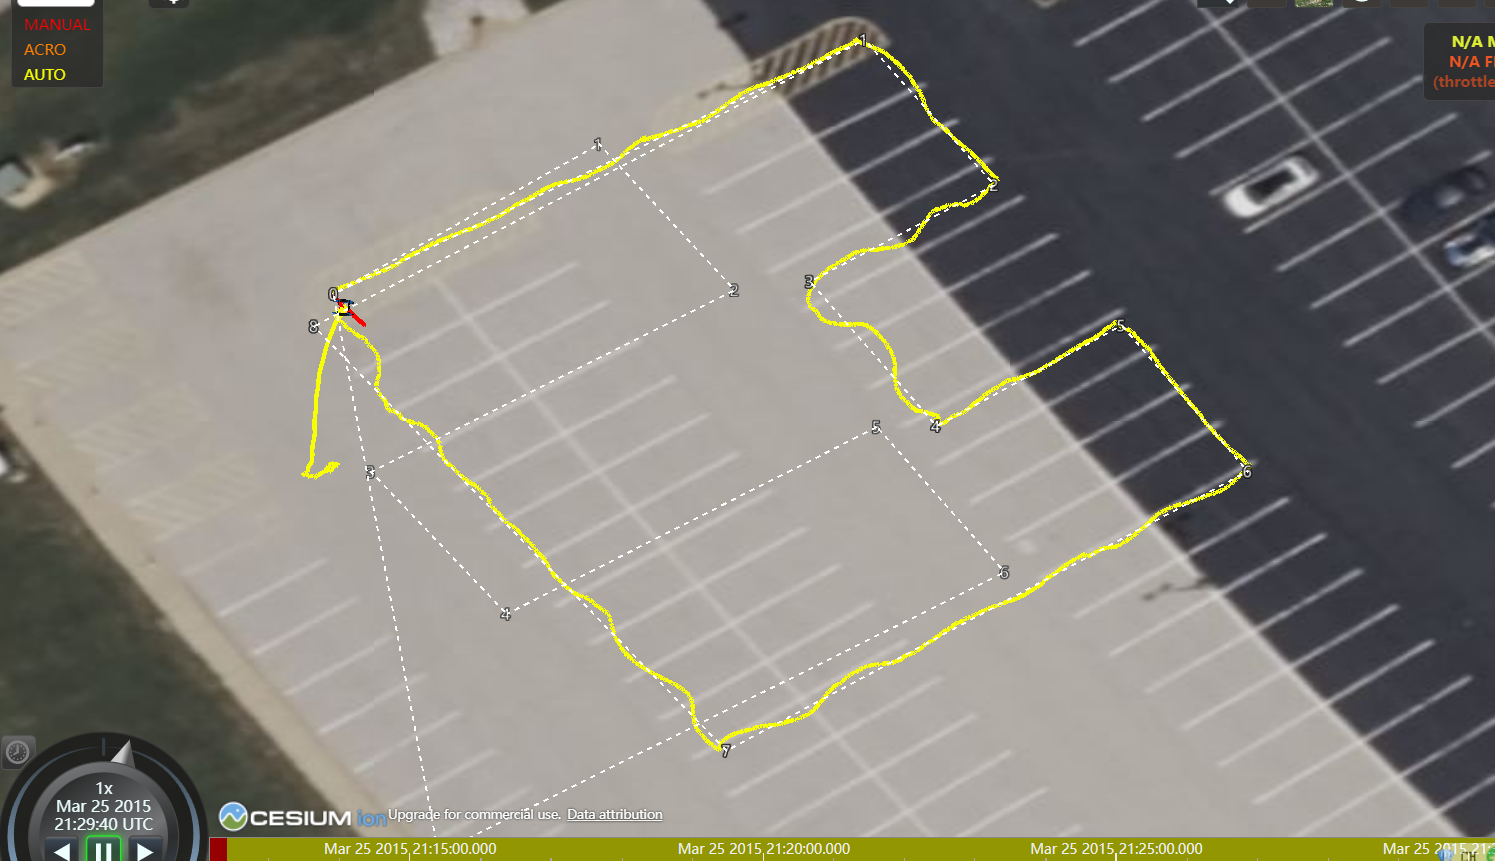 MANUAL
ACRO
AUTO
N/A
N/A
(throttle
1
1
2
2
3
0
8
5
4
5
3
6
6
4
7
1x
Mar 25 2015
21:29:40 UTC
CESIUM ion Upgrade for commercial use. Data attribution
Mar 25 2015 21:15:00.000
Mar 25 2015 21:20:00.000
Mar 25 2015 21:25:00.000
Mar 25 2015 21: